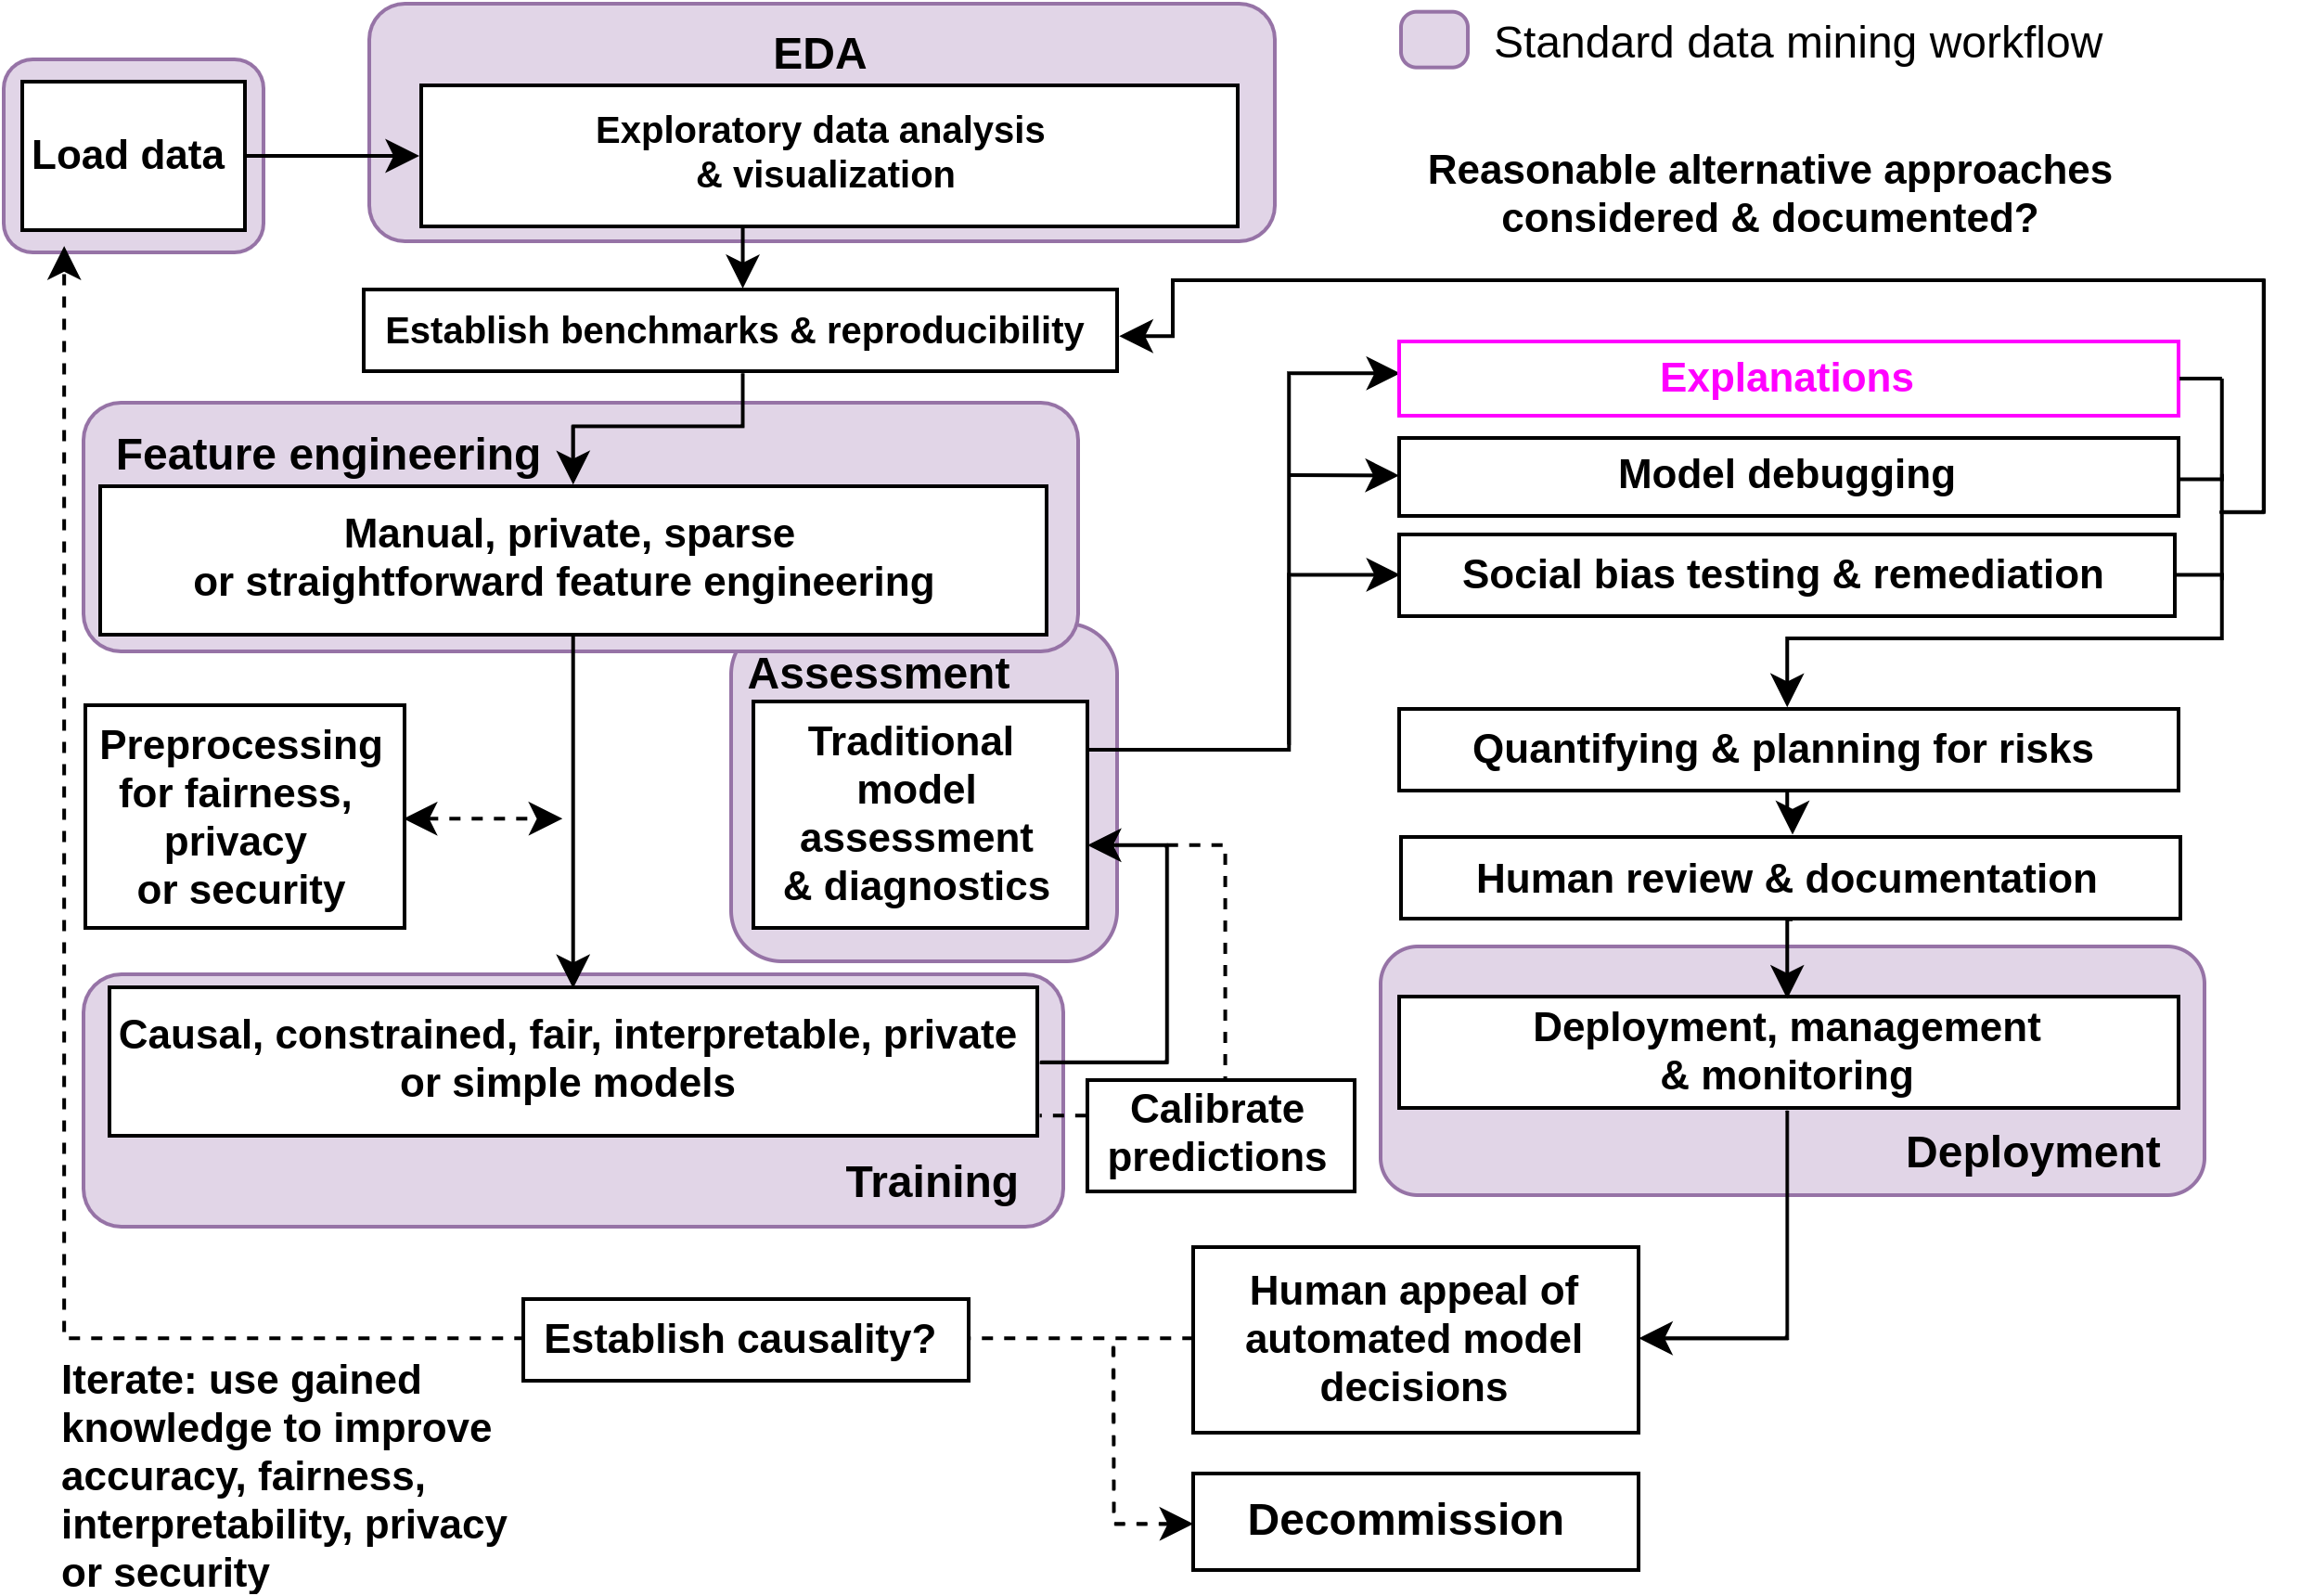 EDA
Standard data mining workflow
Load data
Exploratory data analysis
& visualization
Reasonable alternative approaches
considered & documented?
Establish benchmarks & reproducibility
Explanations
Feature engineering
Model debugging
Manual, private, sparse
or straightforward feature engineering
Social bias testing & remediation
Assessment
Preprocessing
for fairness,
privacy
or security
Traditional
model
assessment
& diagnostics
Quantifying & planning for risks
Human review & documentation
Causal, constrained, fair, interpretable, private
or simple models
Training
Calibrate
predictions
Deployment, management
& monitoring
Deployment
Human appeal of
automated model
decisions
Establish causality?
Iterate: use gained
knowledge to improve
accuracy, fairness,
interpretability, privacy
or security
Decommission